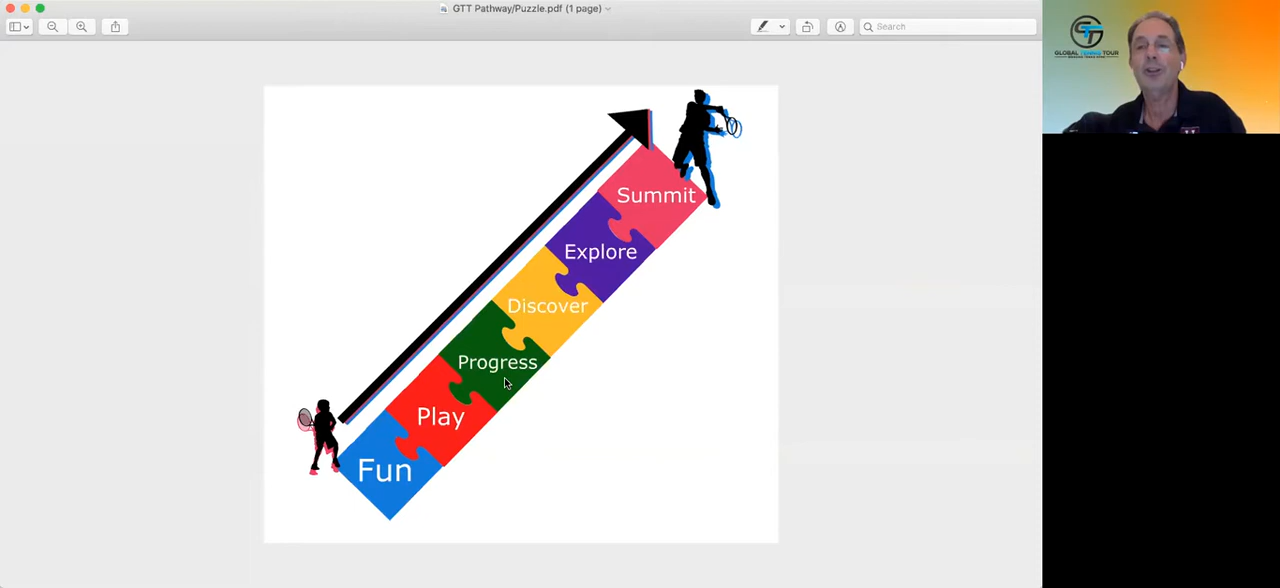 GTT Pathway/Puzzle.pdf (1 page)
Search
GLOBAL TENNIS TOUR
Summit
Explore
Discover
Progress
Play
Fun